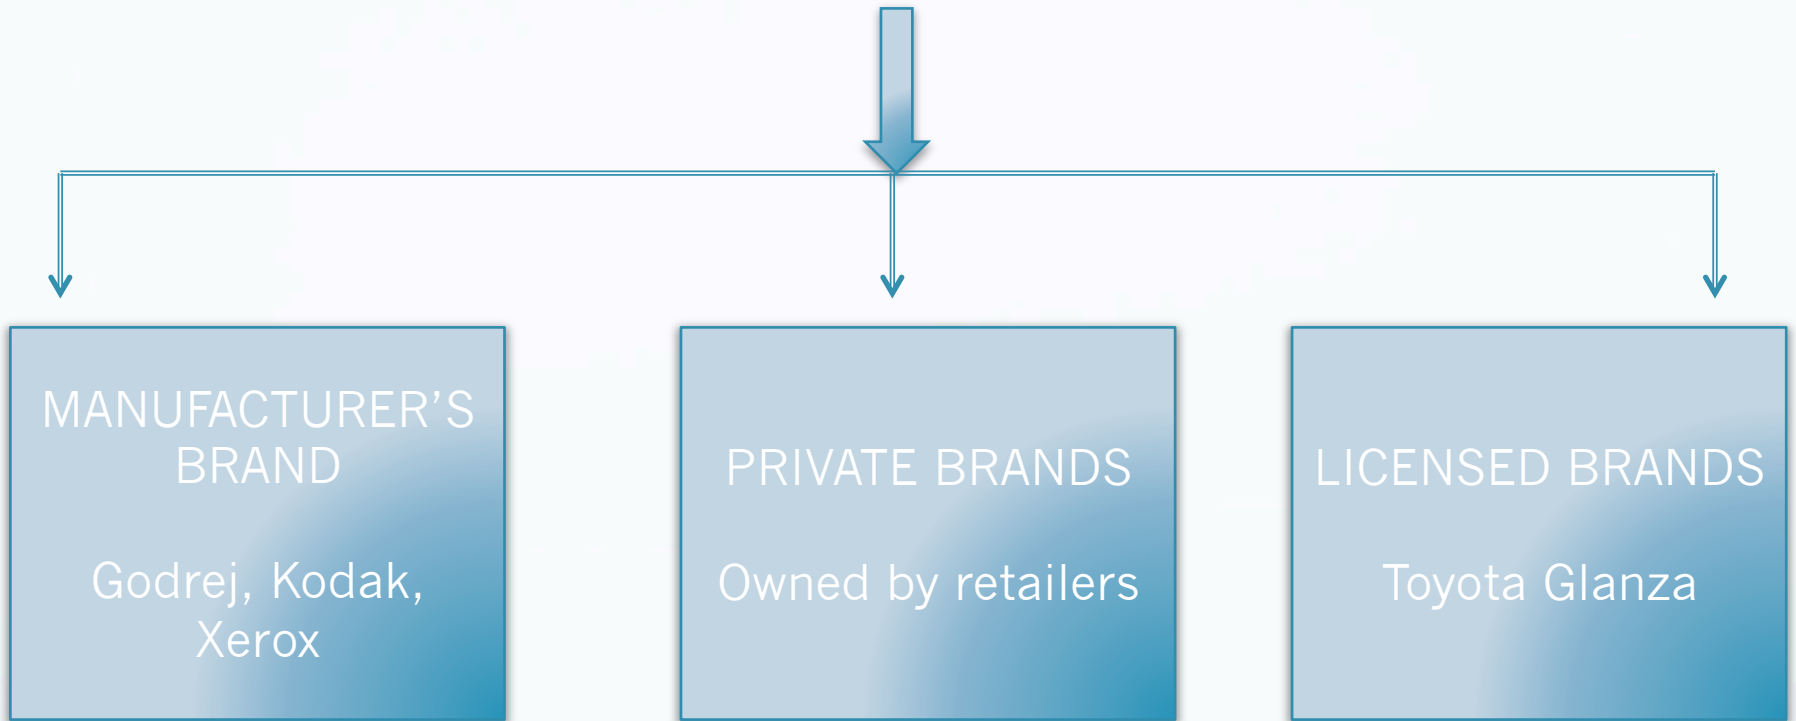 MANUFACTURER’S
BRAND
Godrej, Kodak,
Xerox
PRIVATE BRANDS
Owned by retailers
LICENSED BRANDS
Toyota Glanza